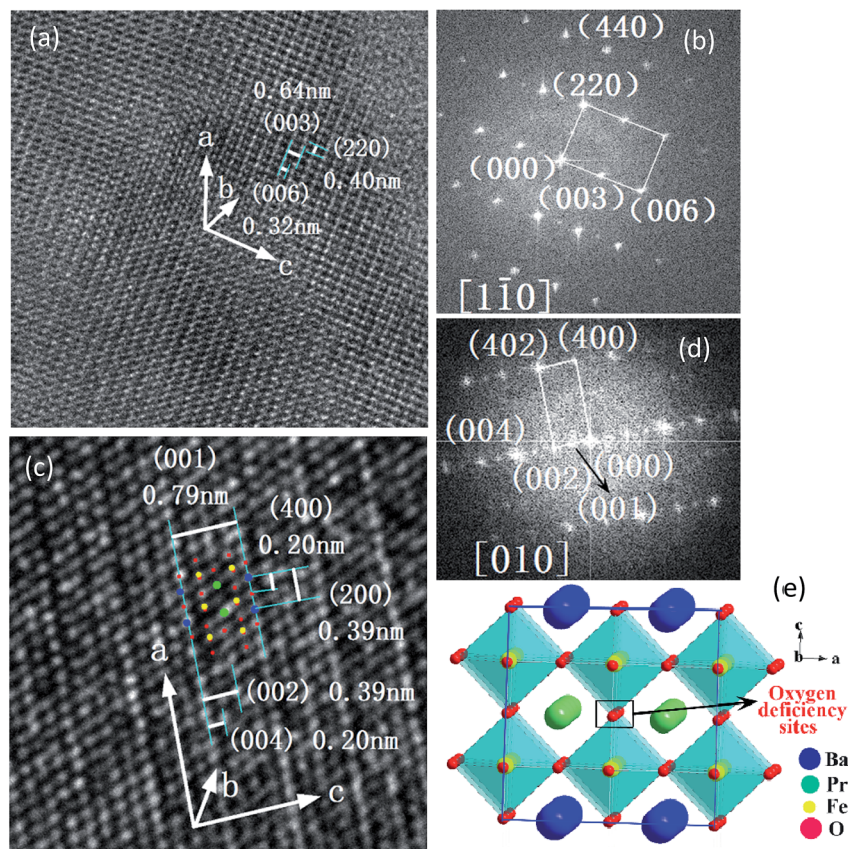 (a)
0.64nm
(003)
(220)
a
b
(006)
0.40nm
0.32nm
c
(b)
(440)
(220)
(000)
(003)
(006)
[11̄0]
(c)
(001)
0.79nm
(400)
0.20nm
(200)
0.39nm
a
(002) 0.39nm
(004) 0.20nm
b
c
(d)
(402)
(400)
(004)
(002)
(000)
(001)
[010]
(e)
c
b
a
Oxygen
deficiency
sites
Ba
Pr
Fe
O